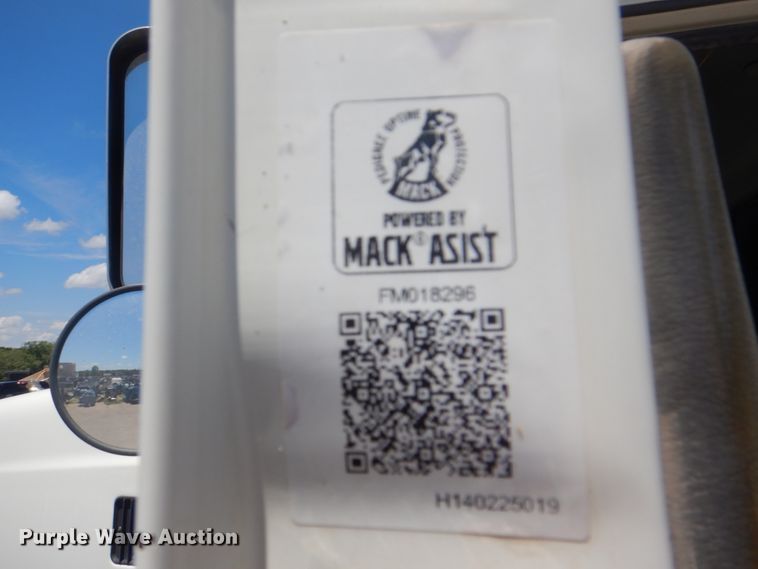 PEDIGREE UPTIME PROTECTION
MACK
POWERED BY
MACK® ASIST
FM018296
H140225019
Purple Wave Auction